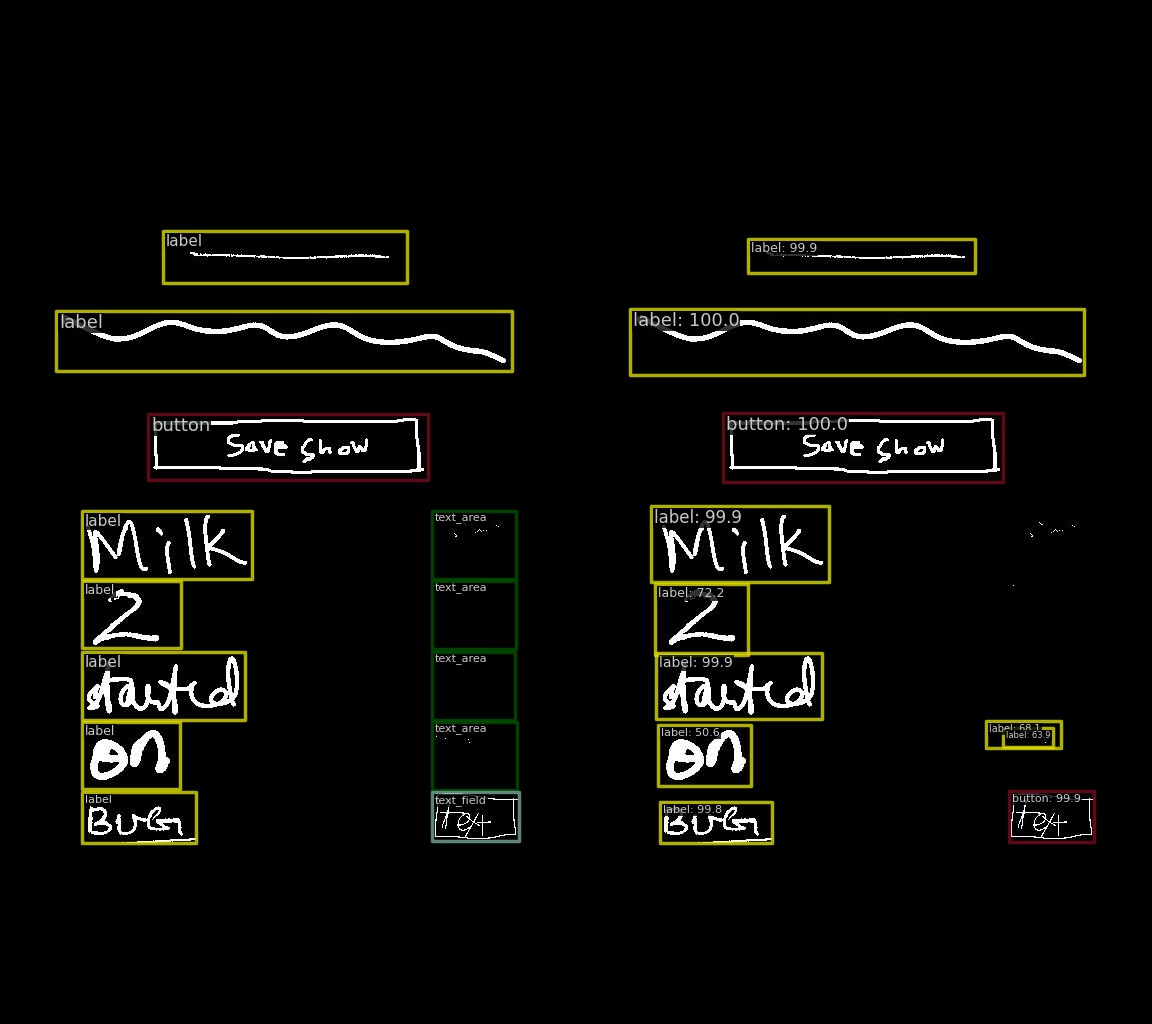 label
label: 99.9
label
label: 100.0
button
button: 100.0
Save Show
Save Show
label
text_area
label: 99.9
Milk
Milk
label
text_area
label: 72.2
2
2
label
text_area
label: 99.9
started
started
label
text_area
label: 50.6
label: 68.1
label: 63.9
on
on
label
text_field
label: 99.8
button: 99.9
text
text